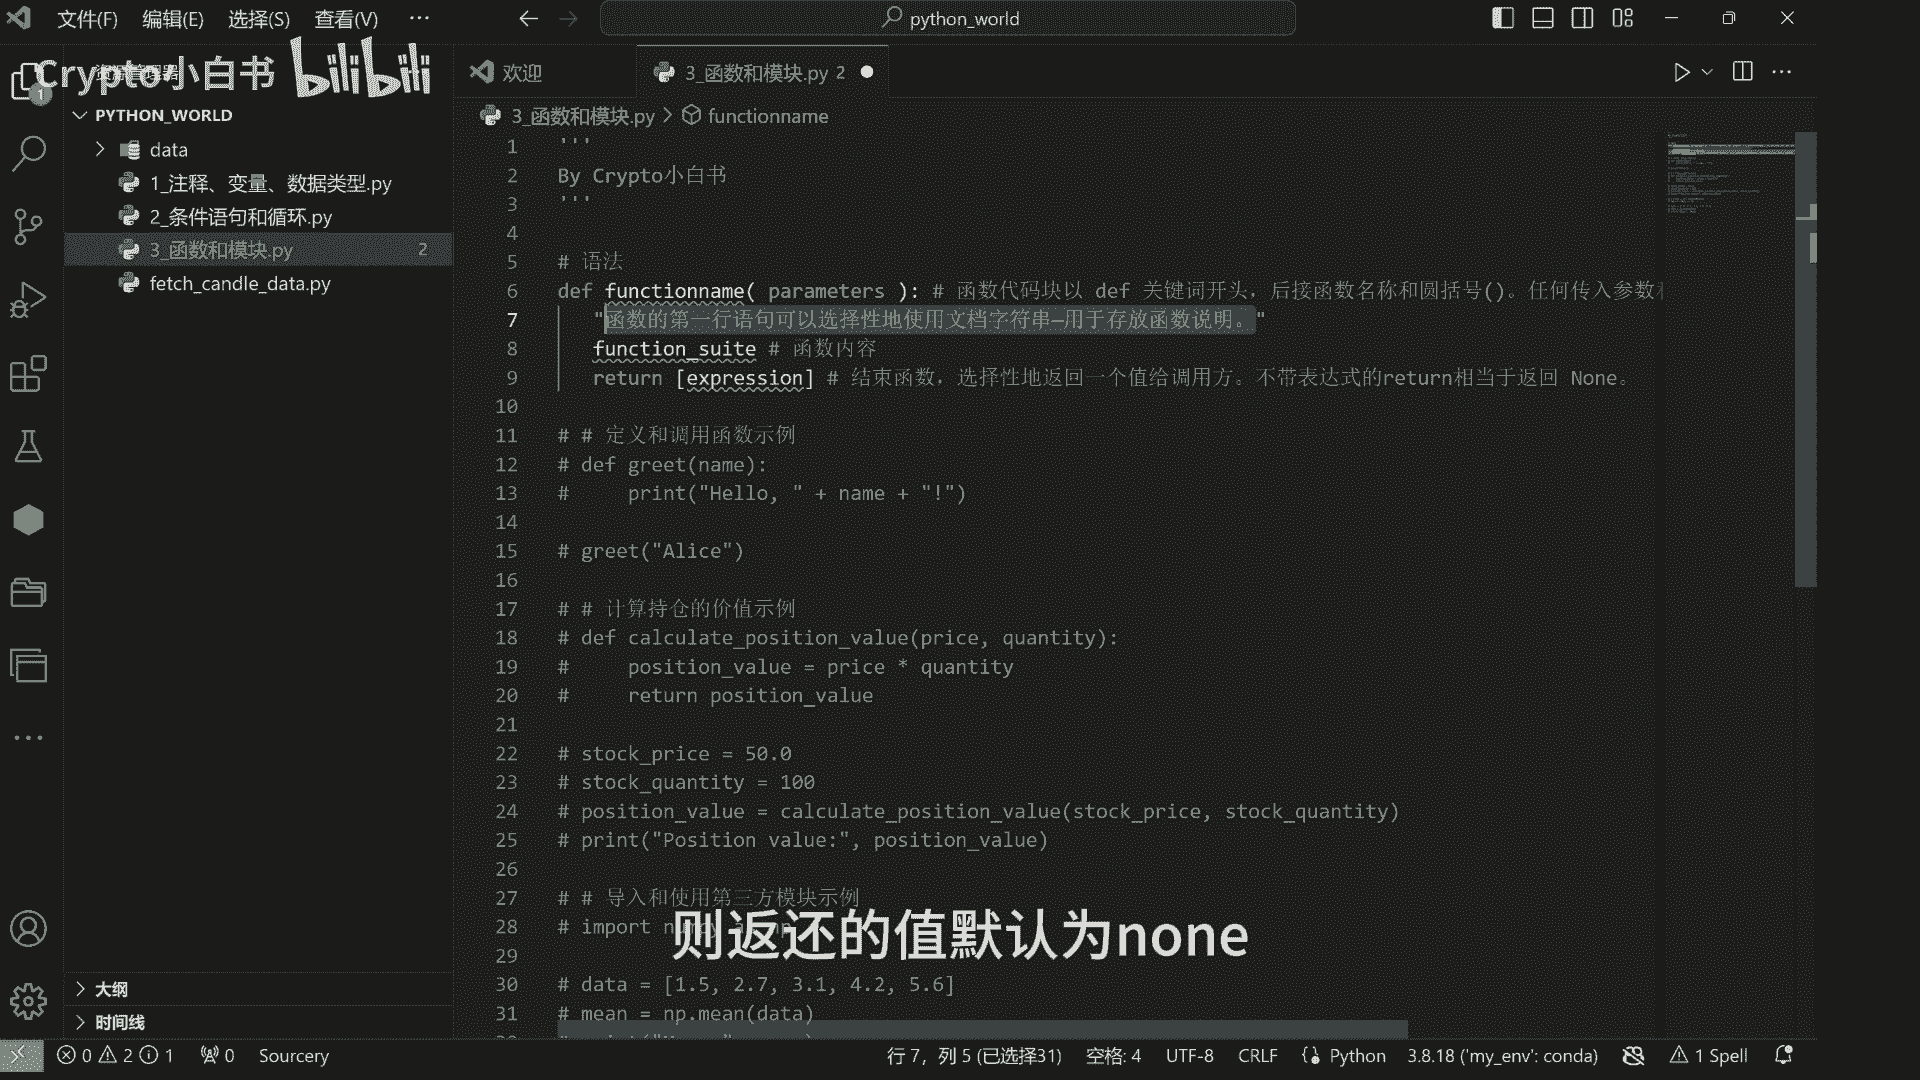 文件(F) 编辑(E) 选择(S) 查看(V) ···
python_world
Crypto小白书 bilibili
1
PYTHON_WORLD
data
1_注释、变量、数据类型.py
2_条件语句和循环.py
3_函数和模块.py 2
fetch_candle_data.py
大纲
时间线
欢迎
3_函数和模块.py 2
3_函数和模块.py > functionname
1 '''
2 By Crypto小白书
3 '''
4
5 # 语法
6 def functionname( parameters ): # 函数代码块以 def 关键词开头，后接函数名称和圆括号()。任何传入参数
7 "函数的第一行语句可以选择性地使用文档字符串—用于存放函数说明。"
8 function_suite # 函数内容
9 return [expression] # 结束函数，选择性地返回一个值给调用方。不带表达式的return相当于返回 None。
10
11 # # 定义和调用函数示例
12 # def greet(name):
13 #     print("Hello, " + name + "!")
14
15 # greet("Alice")
16
17 # # 计算持仓的价值示例
18 # def calculate_position_value(price, quantity):
19 #     position_value = price * quantity
20 #     return position_value
21
22 # stock_price = 50.0
23 # stock_quantity = 100
24 # position_value = calculate_position_value(stock_price, stock_quantity)
25 # print("Position value:", position_value)
26
27 # # 导入和使用第三方模块示例
28 # import
29
30 # data = [1.5, 2.7, 3.1, 4.2, 5.6]
31 # mean = np.mean(data)
则返还的值默认为none
0 2 1 0 Sourcery
行 7，列 5 (已选择31) 空格: 4 UTF-8 CRLF Python 3.8.18 ('my_env': conda) 1 Spell